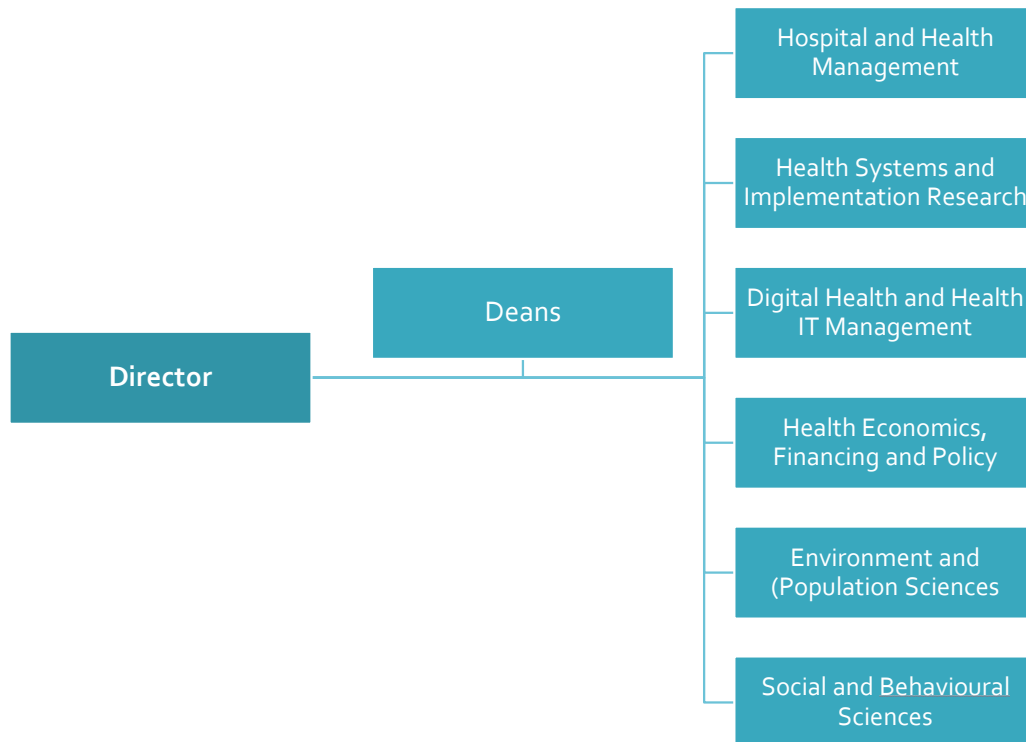 Director
Deans
Hospital and Health
Management
Health Systems and
Implementation Research
Digital Health and Health
IT Management
Health Economics,
Financing and Policy
Environment and
(Population Sciences
Social and Behavioural
Sciences